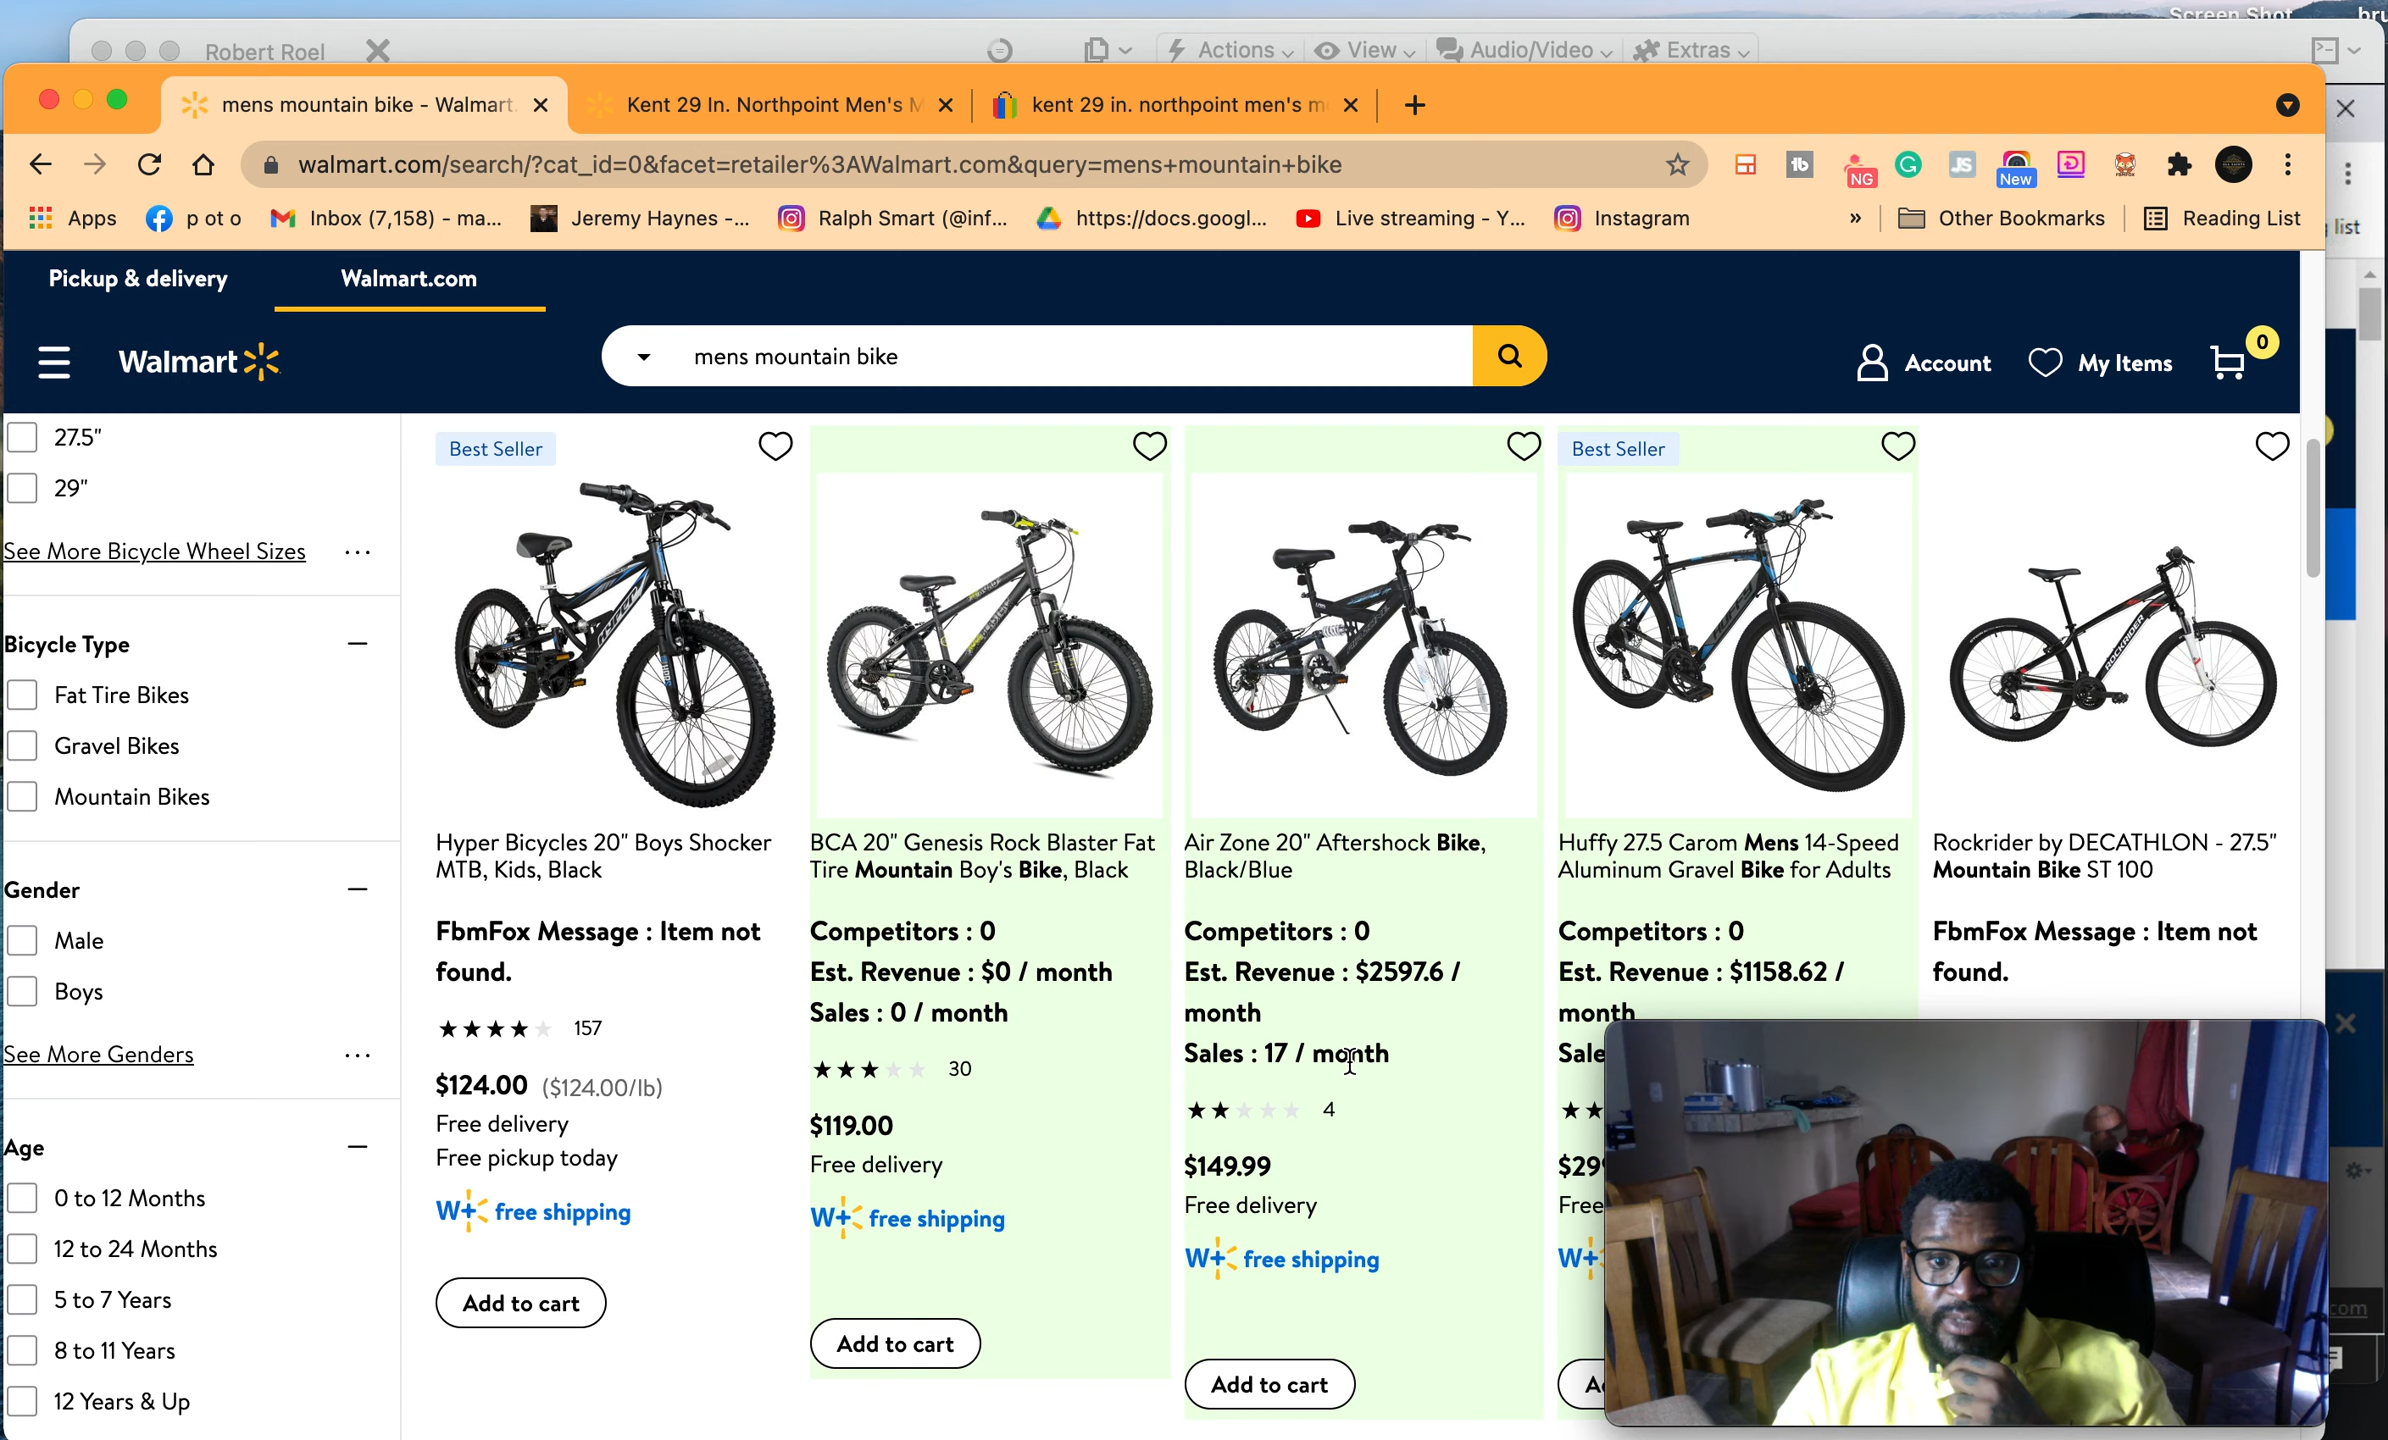 Screen Shot
Robert Roel
Actions
View
Audio/Video
Extras
mens mountain bike - Walmart.
Kent 29 In. Northpoint Men's M
kent 29 in. northpoint men's m
walmart.com/search/?cat_id=0&facet=retailer%3AWalmart.com&query=mens+mountain+bike
NG
JS
New
Apps
p ot o
Inbox (7,158) - ma...
Jeremy Haynes -...
Ralph Smart (@inf...
https://docs.googl...
Live streaming - Y...
Instagram
»
Other Bookmarks
Reading List
list
Pickup & delivery
Walmart.com
Walmart
mens mountain bike
Account
My Items
0
27.5"
29"
See More Bicycle Wheel Sizes
Bicycle Type
Fat Tire Bikes
Gravel Bikes
Mountain Bikes
Gender
Male
Boys
See More Genders
Age
0 to 12 Months
12 to 24 Months
5 to 7 Years
8 to 11 Years
12 Years & Up
Best Seller
Hyper Bicycles 20" Boys Shocker
MTB, Kids, Black
FbmFox Message : Item not
found.
157
$124.00 ($124.00/lb)
Free delivery
Free pickup today
W+ free shipping
Add to cart
BCA 20" Genesis Rock Blaster Fat
Tire Mountain Boy's Bike, Black
Competitors : 0
Est. Revenue : $0 / month
Sales : 0 / month
30
$119.00
Free delivery
W+ free shipping
Add to cart
Air Zone 20" Aftershock Bike,
Black/Blue
Competitors : 0
Est. Revenue : $2597.6 /
month
Sales : 17 / month
4
$149.99
Free delivery
W+ free shipping
Add to cart
Best Seller
Huffy 27.5 Carom Mens 14-Speed
Aluminum Gravel Bike for Adults
Competitors : 0
Est. Revenue : $1158.62 /
month
Sale
$29
Free
W+
A
ROCKRIDER
Rockrider by DECATHLON - 27.5"
Mountain Bike ST 100
FbmFox Message : Item not
found.
com